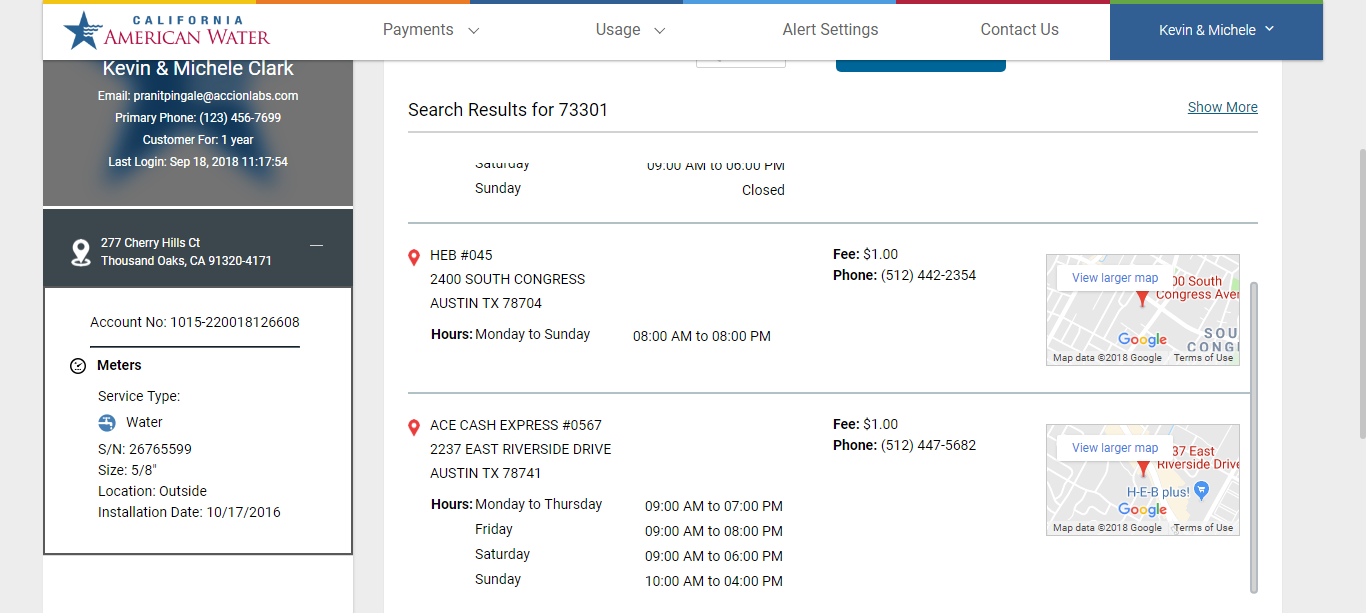 CALIFORNIA
AMERICAN WATER
Payments
Usage
Alert Settings
Contact Us
Kevin & Michele
Kevin & Michele Clark
Email: pranitpingale@accionlabs.com
Primary Phone: (123) 456-7699
Customer For: 1 year
Last Login: Sep 18, 2018 11:17:54
277 Cherry Hills Ct
Thousand Oaks, CA 91320-4171
Account No: 1015-220018126608
Meters
Service Type:
Water
S/N: 26765599
Size: 5/8"
Location: Outside
Installation Date: 10/17/2016
Search Results for 73301
Show More
Saturday 09:00 AM to 06:00 PM
Sunday Closed
HEB #045
2400 SOUTH CONGRESS
AUSTIN TX 78704
Hours: Monday to Sunday 08:00 AM to 08:00 PM
Fee: $1.00
Phone: (512) 442-2354
View larger map
00 South
Congress Aver
SOU
CONG
Google
Map data ©2018 Google Terms of Use
ACE CASH EXPRESS #0567
2237 EAST RIVERSIDE DRIVE
AUSTIN TX 78741
Hours: Monday to Thursday 09:00 AM to 07:00 PM
Friday 09:00 AM to 08:00 PM
Saturday 09:00 AM to 06:00 PM
Sunday 10:00 AM to 04:00 PM
Fee: $1.00
Phone: (512) 447-5682
View larger map
37 East
Riverside Drive
H-E-B plus!
Google
Map data ©2018 Google Terms of Use